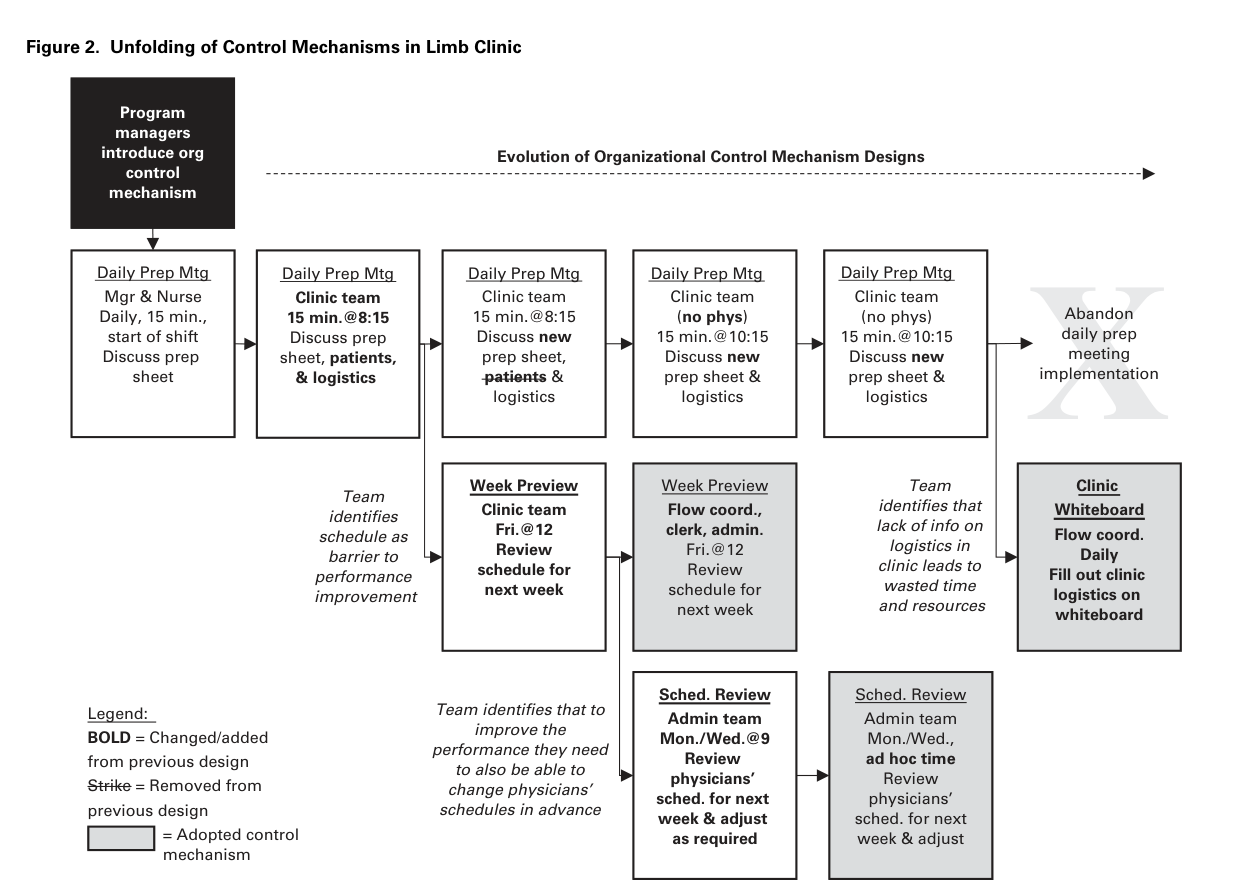 Figure 2. Unfolding of Control Mechanisms in Limb Clinic
Program
managers
introduce org
control
mechanism
Evolution of Organizational Control Mechanism Designs
Daily Prep Mtg
Mgr & Nurse
Daily, 15 min.,
start of shift
Discuss prep
sheet
Daily Prep Mtg
Clinic team
15 min.@8:15
Discuss prep
sheet, patients,
& logistics
Daily Prep Mtg
Clinic team
15 min.@8:15
Discuss new
prep sheet,
patients &
logistics
Daily Prep Mtg
Clinic team
(no phys)
15 min.@10:15
Discuss new
prep sheet &
logistics
Daily Prep Mtg
Clinic team
(no phys)
15 min.@10:15
Discuss new
prep sheet &
logistics
X
Abandon
daily prep
meeting
implementation
Team
identifies
schedule as
barrier to
performance
improvement
Week Preview
Clinic team
Fri.@12
Review
schedule for
next week
Week Preview
Flow coord.,
clerk, admin.
Fri.@12
Review
schedule for
next week
Team
identifies that
lack of info on
logistics in
clinic leads to
wasted time
and resources
Clinic
Whiteboard
Flow coord.
Daily
Fill out clinic
logistics on
whiteboard
Team identifies that to
improve the
performance they need
to also be able to
change physicians’
schedules in advance
Sched. Review
Admin team
Mon./Wed.@9
Review
physicians’
sched. for next
week & adjust
as required
Sched. Review
Admin team
Mon./Wed.,
ad hoc time
Review
physicians’
sched. for next
week & adjust
Legend:
BOLD = Changed/added
from previous design
Strike = Removed from
previous design
= Adopted control
mechanism